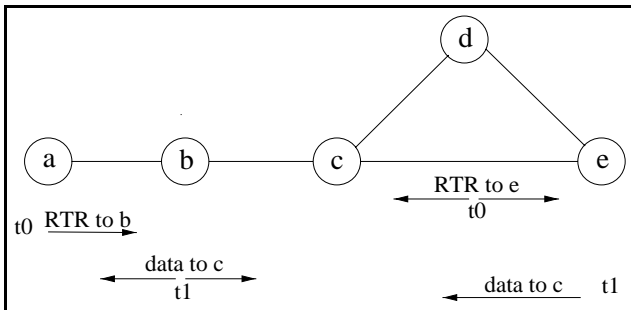 d
a
b
c
e
RTR to e
t0
t0 RTR to b
data to c
t1
data to c t1